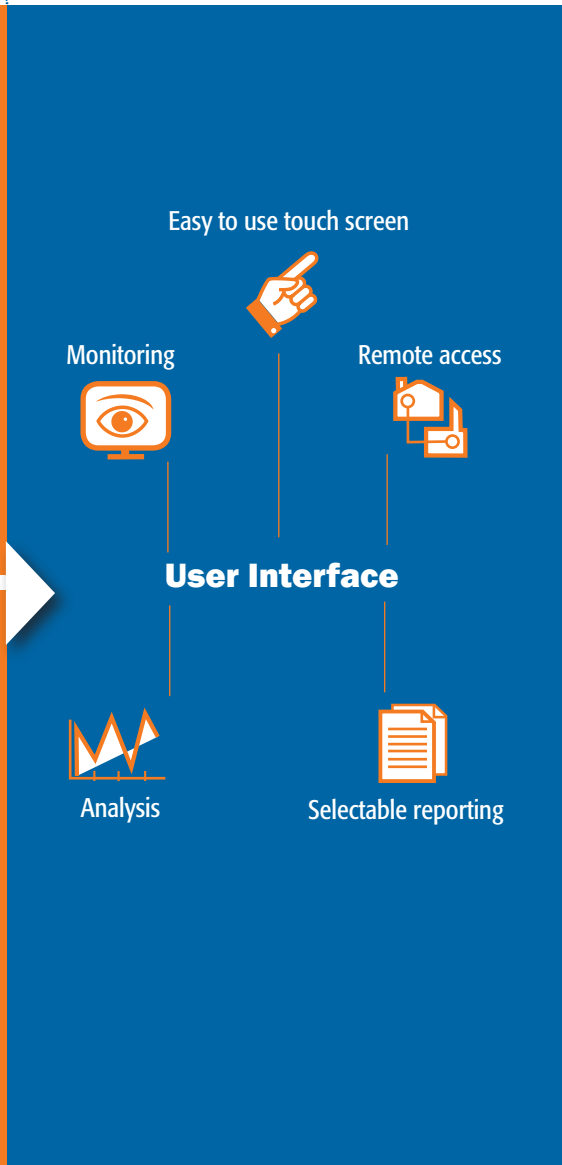 Easy to use touch screen
Monitoring
Remote access
User Interface
Analysis
Selectable reporting